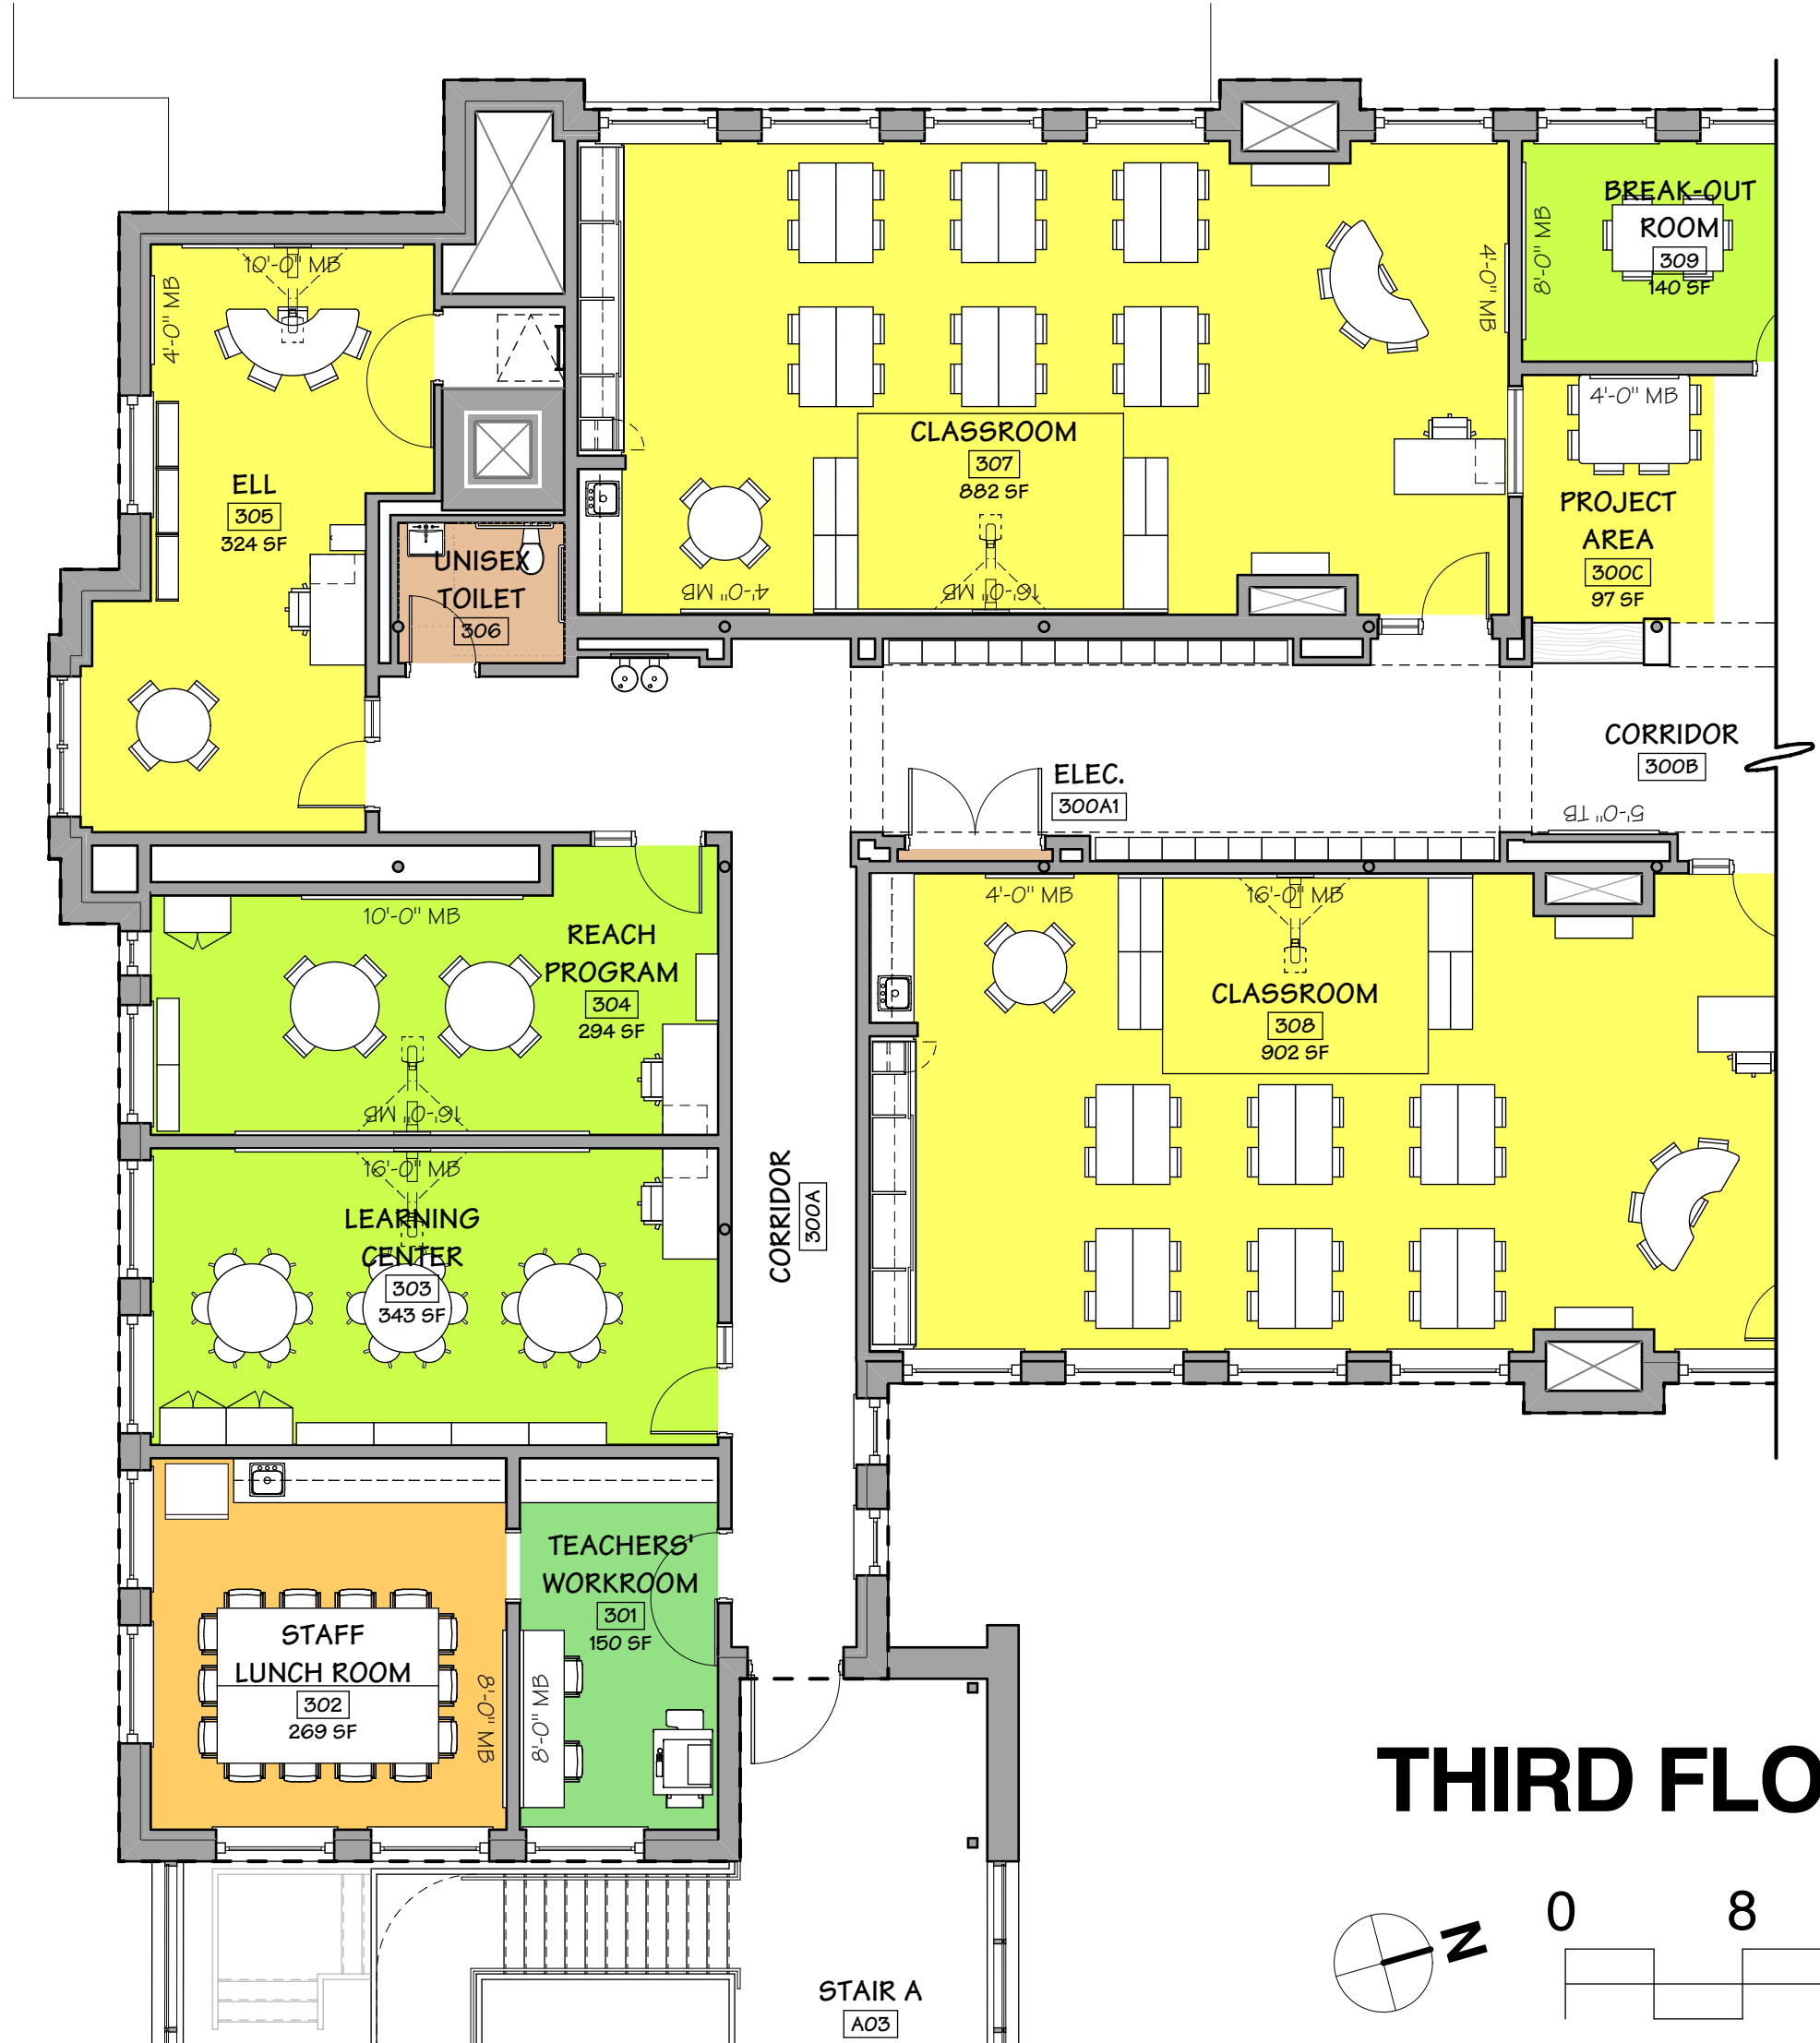 BREAK-OUT
ROOM
309
140 SF
8'-0" MB
4'-0" MB
10'-0" MB
4'-0" MB
4'-0" MB
CLASSROOM
307
882 SF
ELL
305
324 SF
PROJECT
AREA
300C
97 SF
UNISEX
TOILET
306
4'-0" MB
16'-0" MB
CORRIDOR
300B
ELEC.
300A1
5'-0" TB
10'-0" MB
4'-0" MB
16'-0" MB
REACH
PROGRAM
304
294 SF
CLASSROOM
308
902 SF
16'-0" MB
16'-0" MB
CORRIDOR
300A
LEARNING
CENTER
303
343 SF
TEACHERS'
WORKROOM
301
150 SF
STAFF
LUNCH ROOM
302
269 SF
8'-0" MB
8'-0" MB
THIRD FLO
N
0 8
STAIR A
A03